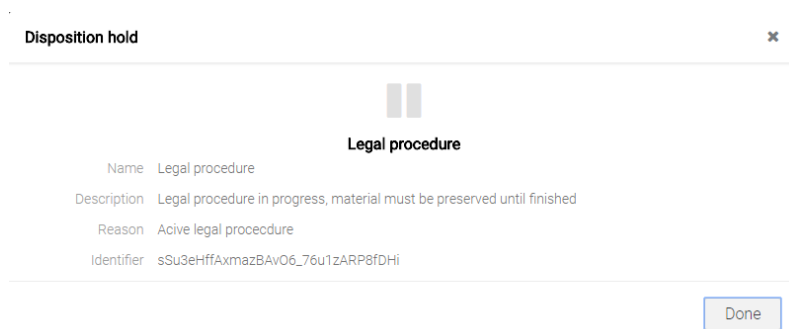 Disposition hold
Legal procedure
Name Legal procedure
Description Legal procedure in progress, material must be preserved until finished
Reason Acive legal procecdure
Identifier sSu3eHffAxmazBAvO6_76u1zARP8fDHi
Done